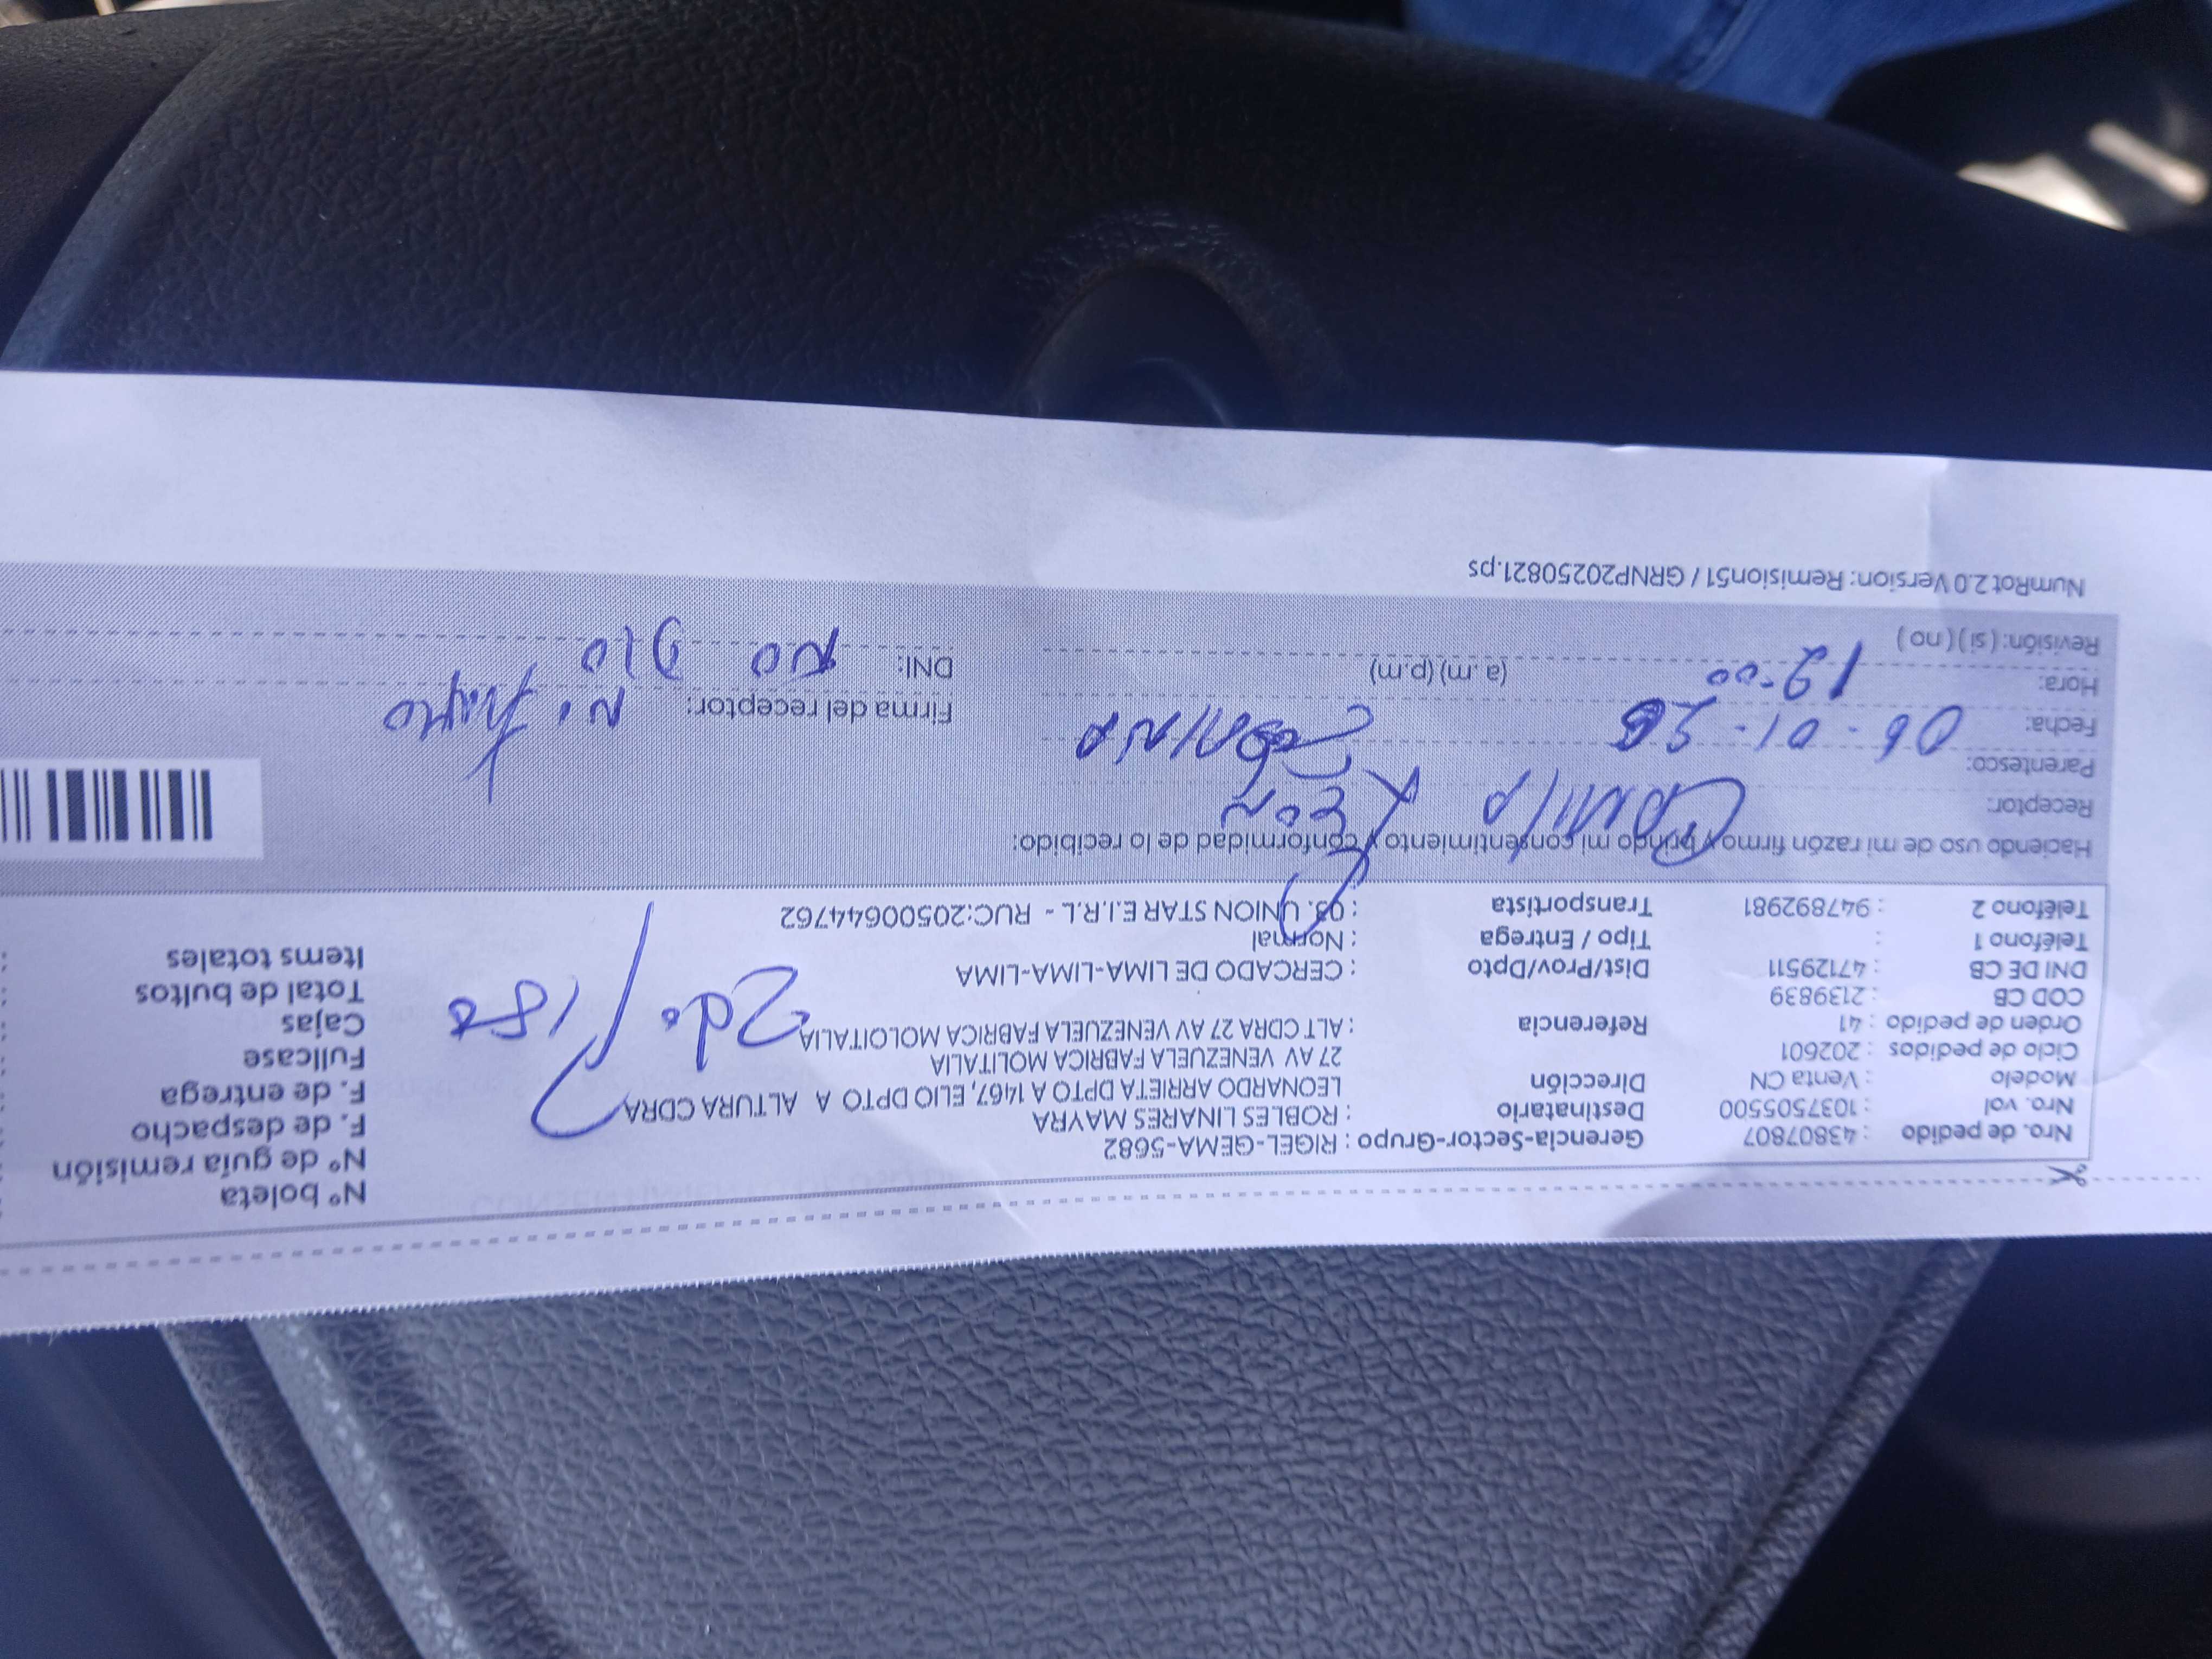 Nro. de pedido : 43807807 Gerencia-Sector-Grupo : RIGEL-GEMA-5682 N° boleta
Nro. vol : 1037505500 Destinatario : ROBLES LINARES MAYRA N° de guía remisión
Modelo : Venta CN Dirección LEONARDO ARRIETA DPTO A 1467, ELIO DPTO A ALTURA CDRA F. de despacho
Ciclo de pedidos : 202601 27 AV VENEZUELA FABRICA MOLITALIA F. de entrega
Orden de pedido : 41 Referencia : ALT CDRA 27 AV VENEZUELA FABRICA MOLOITALIA Fullcase
COD CB : 2139839 2do/ Cajas
DNI DE CB : 47129511 Dist/Prov/Dpto : CERCADO DE LIMA-LIMA-LIMA Total de bultos
Teléfono 1 : Tipo / Entrega : Normal Items totales
Teléfono 2 : 947892981 Transportista : 03. UNION STAR E.I.R.L - RUC:20500644762
Haciendo uso de mi razón firmo y brindo mi consentimiento y conformidad de lo recibido:
Receptor:
Parentesco:
Fecha: 06-01-26 Firma del receptor:
Hora: 12:00 (a.m) (p.m) DNI: NO DIO
Revisión: ( si ) ( no )
NumRot 2.0 Version: Remision51 / GRNP20250821.ps